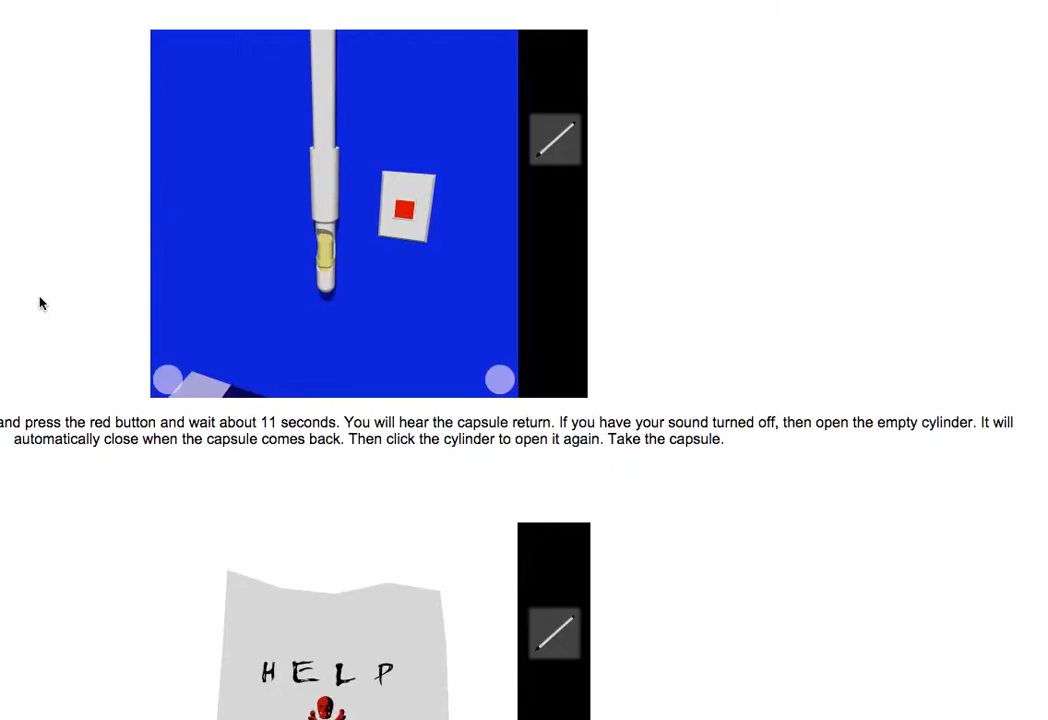 and press the red button and wait about 11 seconds. You will hear the capsule return. If you have your sound turned off, then open the empty cylinder. It will
automatically close when the capsule comes back. Then click the cylinder to open it again. Take the capsule.
HELP